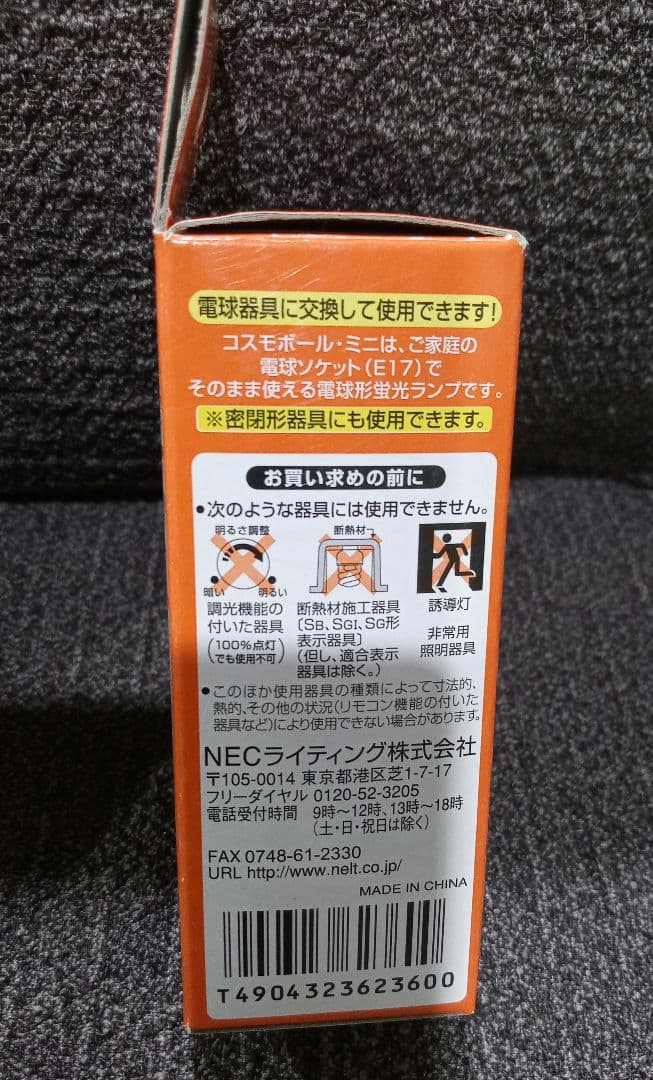 電球器具に交換して使用できます!
コスモボール・ミニは、ご家庭の
電球ソケット(E17)で
そのまま使える電球形蛍光ランプです。
※密閉形器具にも使用できます。
お買い求めの前に
●次のような器具には使用できません。
明るさ調整
暗い 明るい
調光機能の
付いた器具
(100%点灯
でも使用不可)
断熱材
断熱材施工器具
〔SB、SGI、SG形
表示器具〕
(但し、適合表示
器具は除く。)
誘導灯
非常用
照明器具
●このほか使用器具の種類によって寸法的、
熱的、その他の状況(リモコン機能の付いた
器具など)により使用できない場合があります。
NECライティング株式会社
〒105-0014 東京都港区芝1-7-17
フリーダイヤル 0120-52-3205
電話受付時間 9時〜12時、13時〜18時
(土・日・祝日は除く)
FAX 0748-61-2330
URL http://www.nelt.co.jp/
MADE IN CHINA
T4904323623600